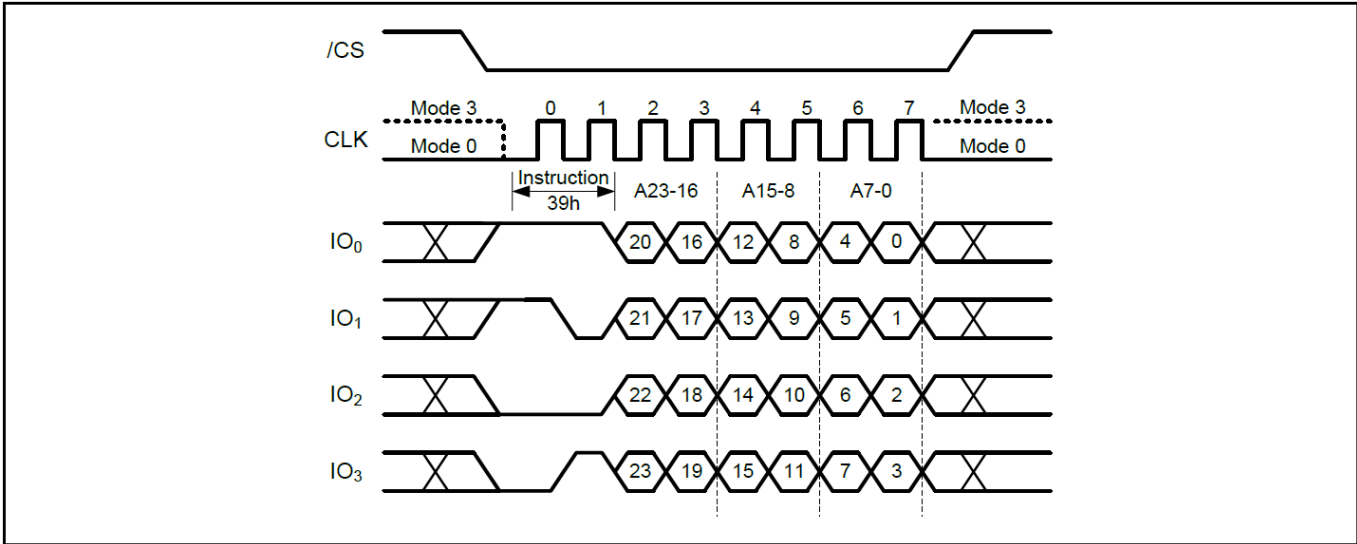 /CS
Mode 3 0 1 2 3 4 5 6 7 Mode 3
CLK
Mode 0 Mode 0
Instruction
39h
A23-16 A15-8 A7-0
IO0 20 16 12 8 4 0
IO1 21 17 13 9 5 1
IO2 22 18 14 10 6 2
IO3 23 19 15 11 7 3